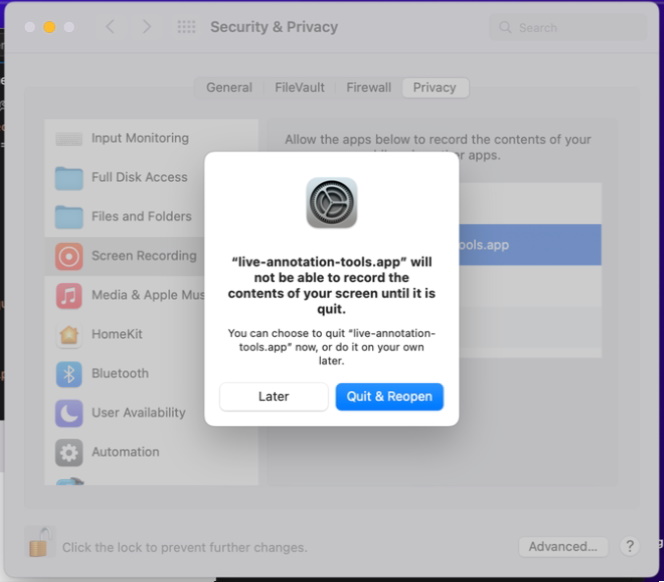 Security & Privacy
Search
General
FileVault
Firewall
Privacy
Input Monitoring
Full Disk Access
Files and Folders
Screen Recording
Media & Apple Mus
HomeKit
Bluetooth
User Availability
Automation
Allow the apps below to record the contents of your
er apps.
ools.app
“live-annotation-tools.app” will
not be able to record the
contents of your screen until it is
quit.
You can choose to quit “live-annotation-
tools.app” now, or do it on your own
later.
Later
Quit & Reopen
Click the lock to prevent further changes.
Advanced...
?